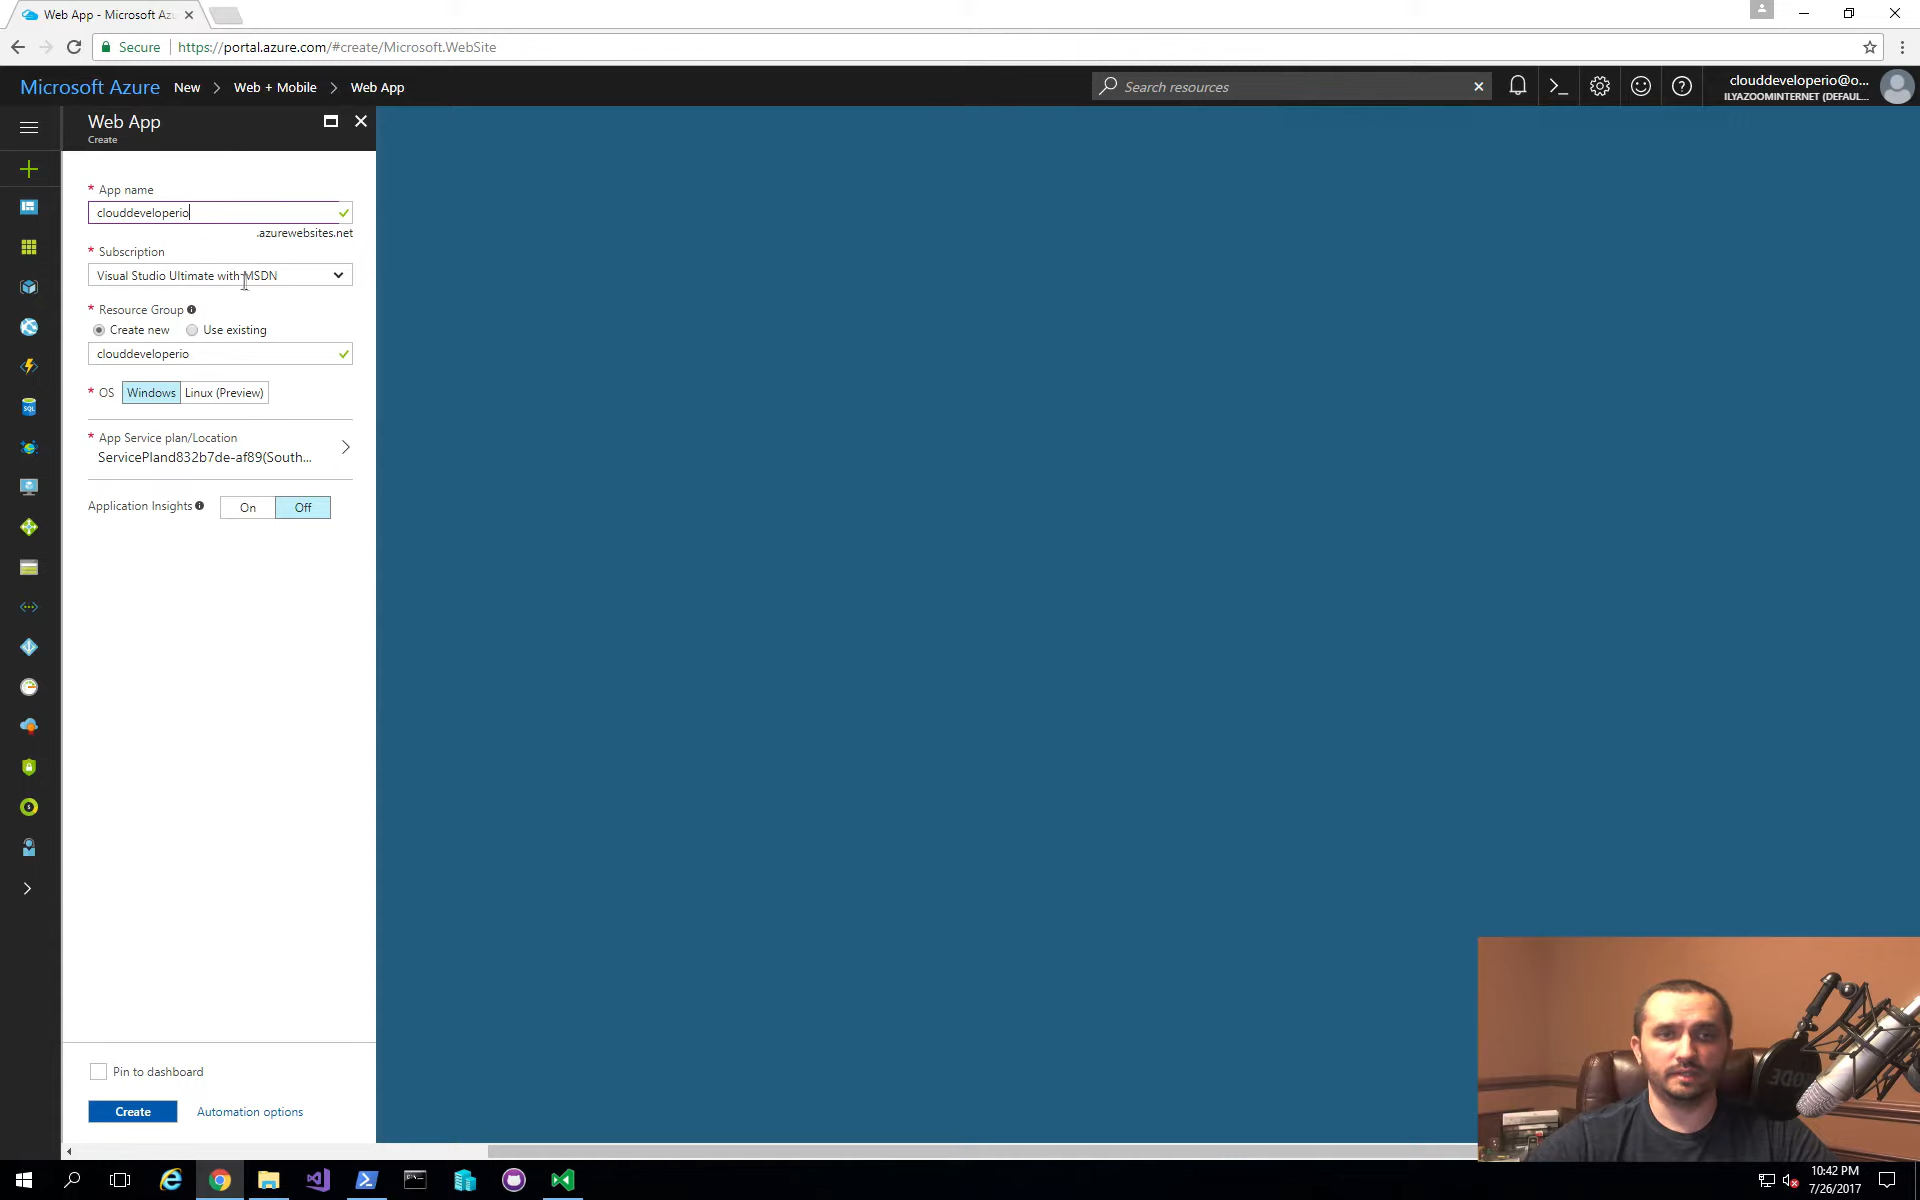 Web App - Microsoft Az
Secure https://portal.azure.com/#create/Microsoft.WebSite
Microsoft Azure New Web + Mobile Web App
Search resources
clouddeveloperio@o...
ILYAZOOMINTERNET (DEFAUL...
Web App
Create
* App name
clouddeveloperio
.azurewebsites.net
* Subscription
Visual Studio Ultimate with MSDN
* Resource Group
Create new Use existing
clouddeveloperio
* OS Windows Linux (Preview)
* App Service plan/Location
ServicePland832b7de-af89(South...
Application Insights On Off
Pin to dashboard
Create Automation options
SQL
10:42 PM
7/26/2017